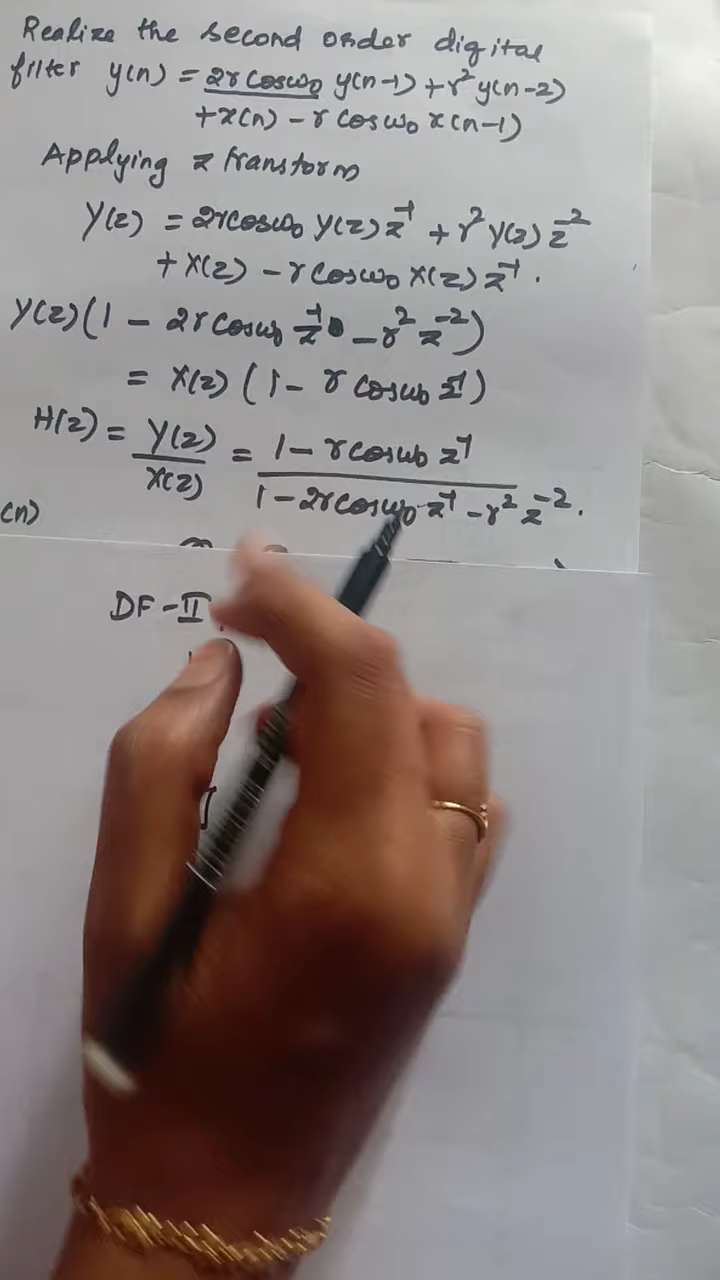 Realize the second order digital
filter y(n) = 2r cosω₀ y(n-1) + r² y(n-2)
+ x(n) - r cosω₀ x(n-1)
Applying z transform
Y(z) = 2r cosω₀ Y(z) z⁻¹ + r² Y(z) z⁻²
+ X(z) - r cosω₀ X(z) z⁻¹.
Y(z) (1 - 2r cosω₀ z⁻¹ - r² z⁻²)
= X(z) (1 - r cosω₀ z⁻¹)
H(z) = Y(z)/X(z) = 1 - r cosω₀ z⁻¹ / 1 - 2r cosω₀ z⁻¹ - r² z⁻².
(n)
DF-II